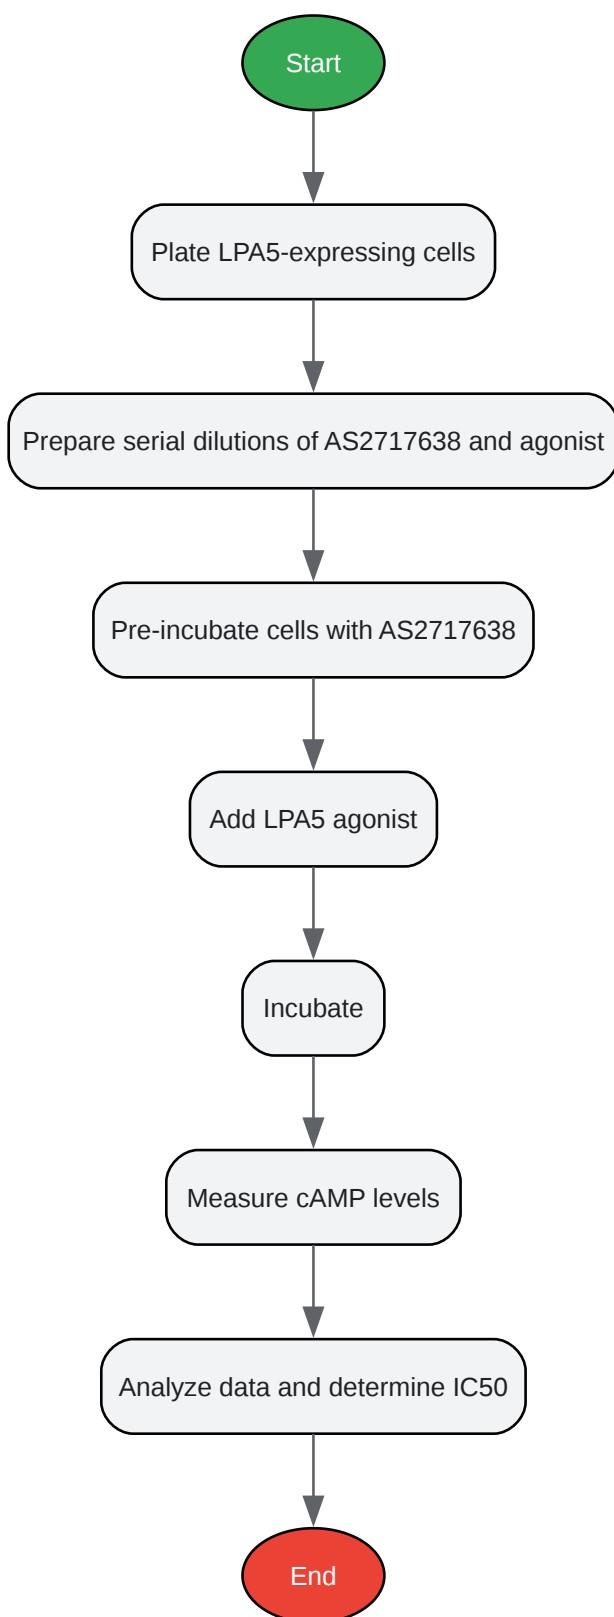 Start
Plate LPA5-expressing cells
Prepare serial dilutions of AS2717638 and agonist
Pre-incubate cells with AS2717638
Add LPA5 agonist
Incubate
Measure cAMP levels
Analyze data and determine IC50
End